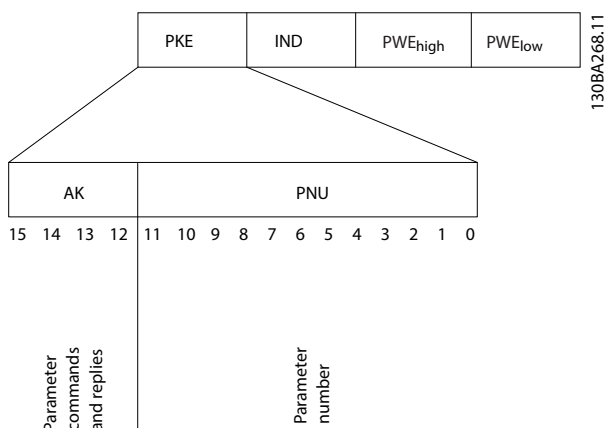 PKE IND PWEhigh PWElow
130BA268.11
AK PNU
15 14 13 12 11 10 9 8 7 6 5 4 3 2 1 0
Parameter
commands
and replies
Parameter
number